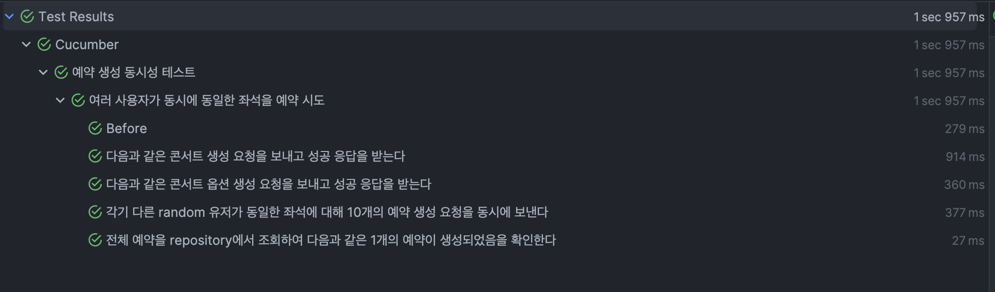 Test Results 1 sec 957 ms
Cucumber 1 sec 957 ms
예약 생성 동시성 테스트 1 sec 957 ms
여러 사용자가 동시에 동일한 좌석을 예약 시도 1 sec 957 ms
Before 279 ms
다음과 같은 콘서트 생성 요청을 보내고 성공 응답을 받는다 914 ms
다음과 같은 콘서트 옵션 생성 요청을 보내고 성공 응답을 받는다 360 ms
각기 다른 random 유저가 동일한 좌석에 대해 10개의 예약 생성 요청을 동시에 보낸다 377 ms
전체 예약을 repository에서 조회하여 다음과 같은 1개의 예약이 생성되었음을 확인한다 27 ms